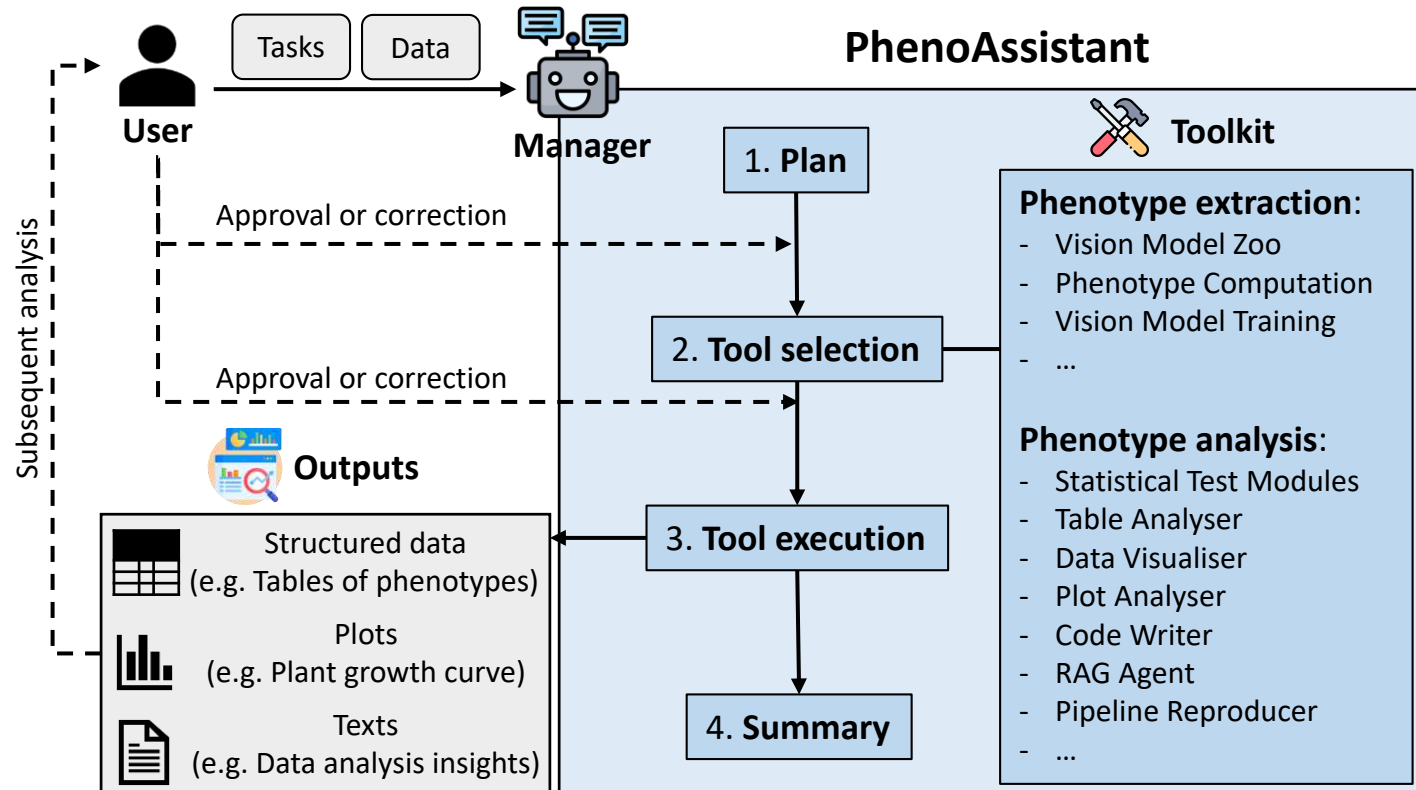 Tasks
Data
PhenoAssistant
User
Manager
Toolkit
1. Plan
Approval or correction
2. Tool selection
Approval or correction
3. Tool execution
4. Summary
Phenotype extraction:
- Vision Model Zoo
- Phenotype Computation
- Vision Model Training
- ...
Phenotype analysis:
- Statistical Test Modules
- Table Analyser
- Data Visualiser
- Plot Analyser
- Code Writer
- RAG Agent
- Pipeline Reproducer
- ...
Subsequent analysis
Outputs
Structured data
(e.g. Tables of phenotypes)
Plots
(e.g. Plant growth curve)
Texts
(e.g. Data analysis insights)